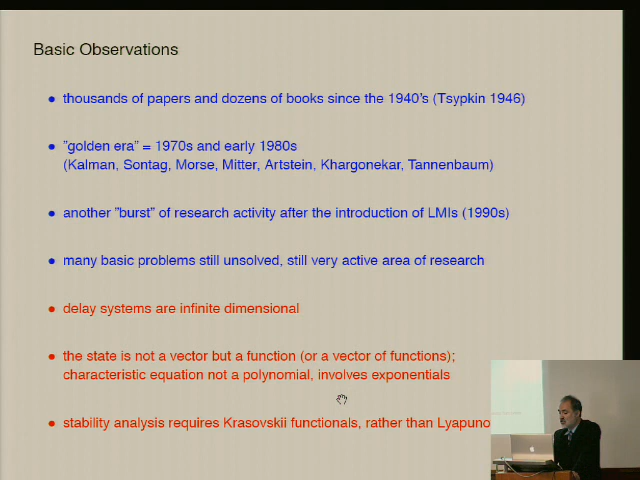 Basic Observations
• thousands of papers and dozens of books since the 1940's (Tsypkin 1946)
• "golden era" = 1970s and early 1980s
(Kalman, Sontag, Morse, Mitter, Artstein, Khargonekar, Tannenbaum)
• another "burst" of research activity after the introduction of LMIs (1990s)
• many basic problems still unsolved, still very active area of research
• delay systems are infinite dimensional
• the state is not a vector but a function (or a vector of functions);
characteristic equation not a polynomial, involves exponentials
• stability analysis requires Krasovskii functionals, rather than Lyapuno